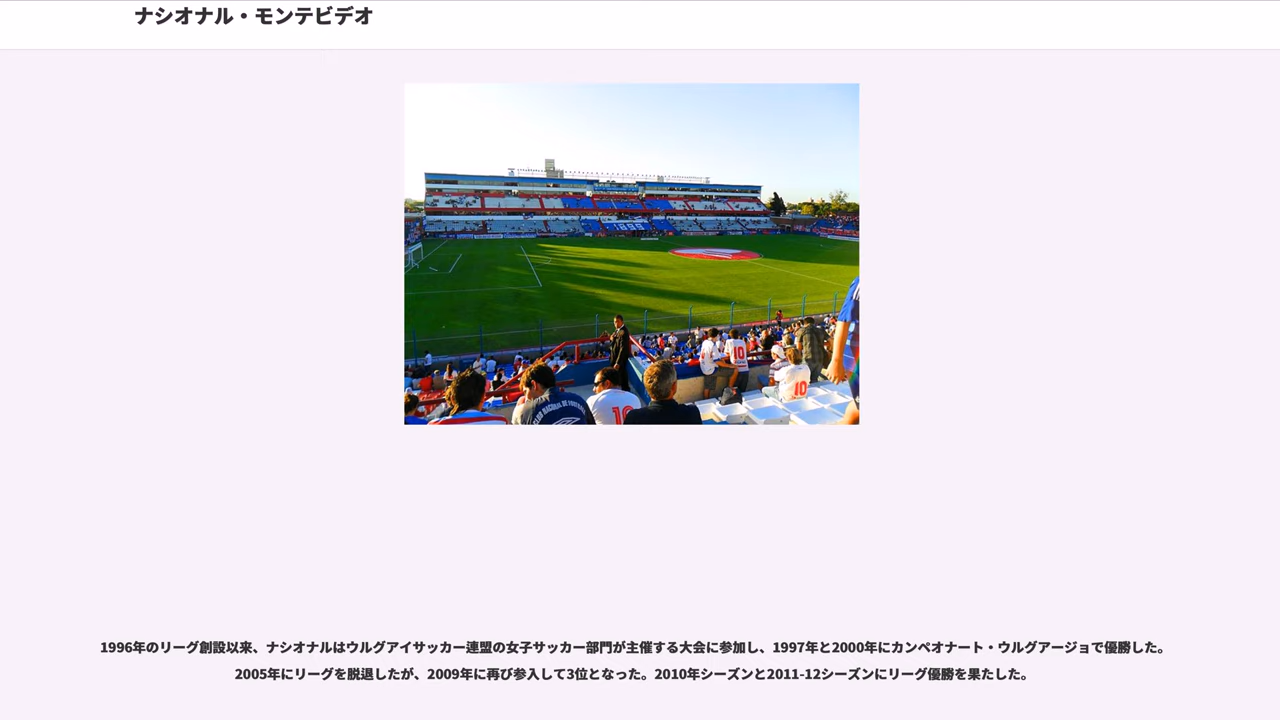 ナシオナル・モンテビデオ
1899
10
10
10
1996年のリーグ創設以来、ナシオナルはウルグアイサッカー連盟の女子サッカー部門が主催する大会に参加し、1997年と2000年にカンペオナート・ウルグアージョで優勝した。
2005年にリーグを脱退したが、2009年に再び参入して3位となった。2010年シーズンと2011-12シーズンにリーグ優勝を果たした。